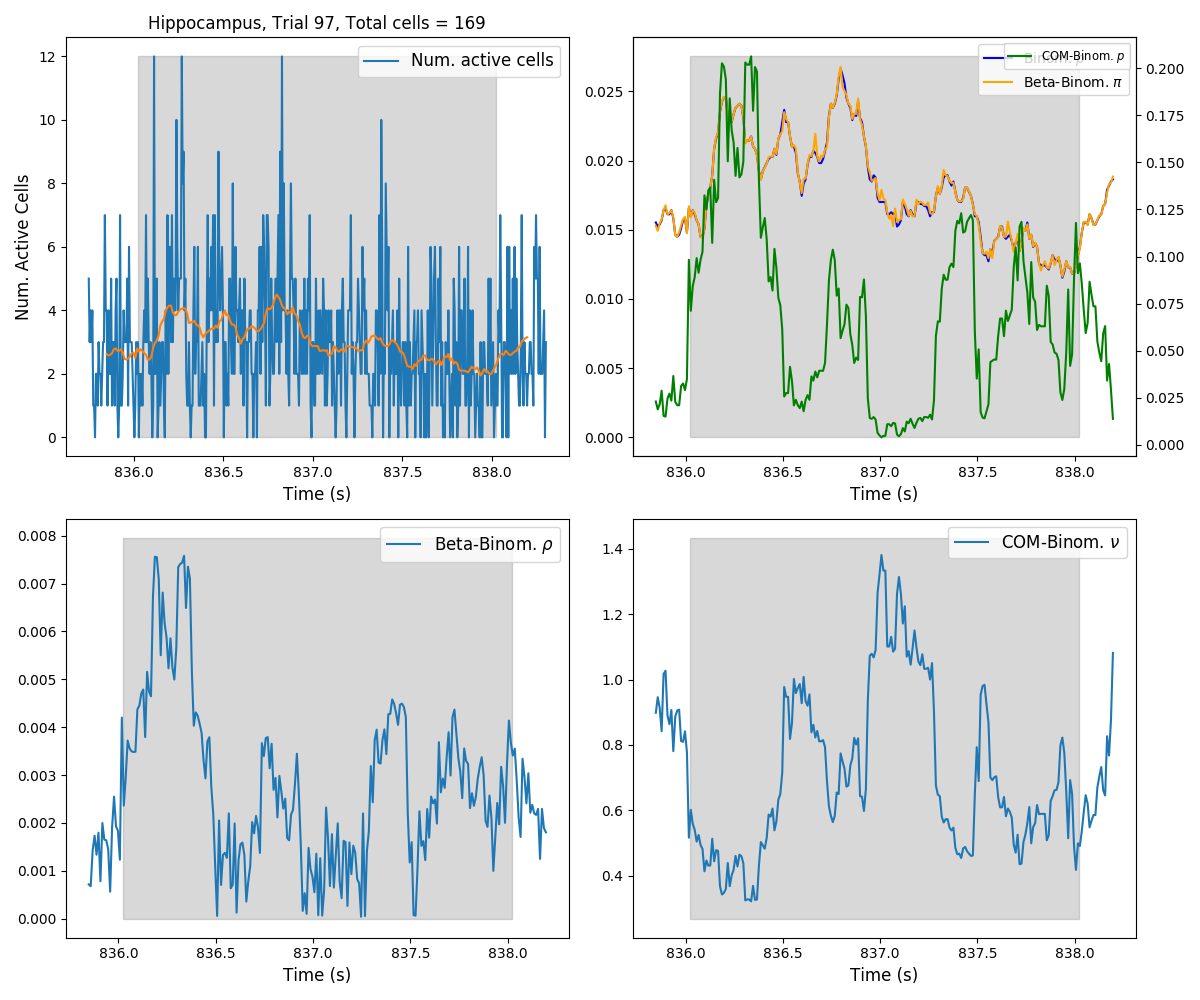 Hippocampus, Trial 97, Total cells = 169
Num. active cells
Num. Active Cells
12
10
8
6
4
2
0
836.0 836.5 837.0 837.5 838.0
Time (s)
COM-Binom. p
Binom. p
Beta-Binom. π
0.025
0.020
0.015
0.010
0.005
0.000
0.200
0.175
0.150
0.125
0.100
0.075
0.050
0.025
0.000
836.0 836.5 837.0 837.5 838.0
Time (s)
Beta-Binom. ρ
0.008
0.007
0.006
0.005
0.004
0.003
0.002
0.001
0.000
836.0 836.5 837.0 837.5 838.0
Time (s)
COM-Binom. ν
1.4
1.2
1.0
0.8
0.6
0.4
836.0 836.5 837.0 837.5 838.0
Time (s)